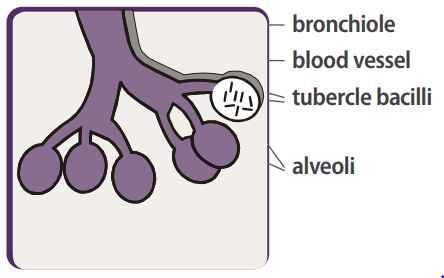 bronchiole
blood vessel
tubercle bacilli
alveoli